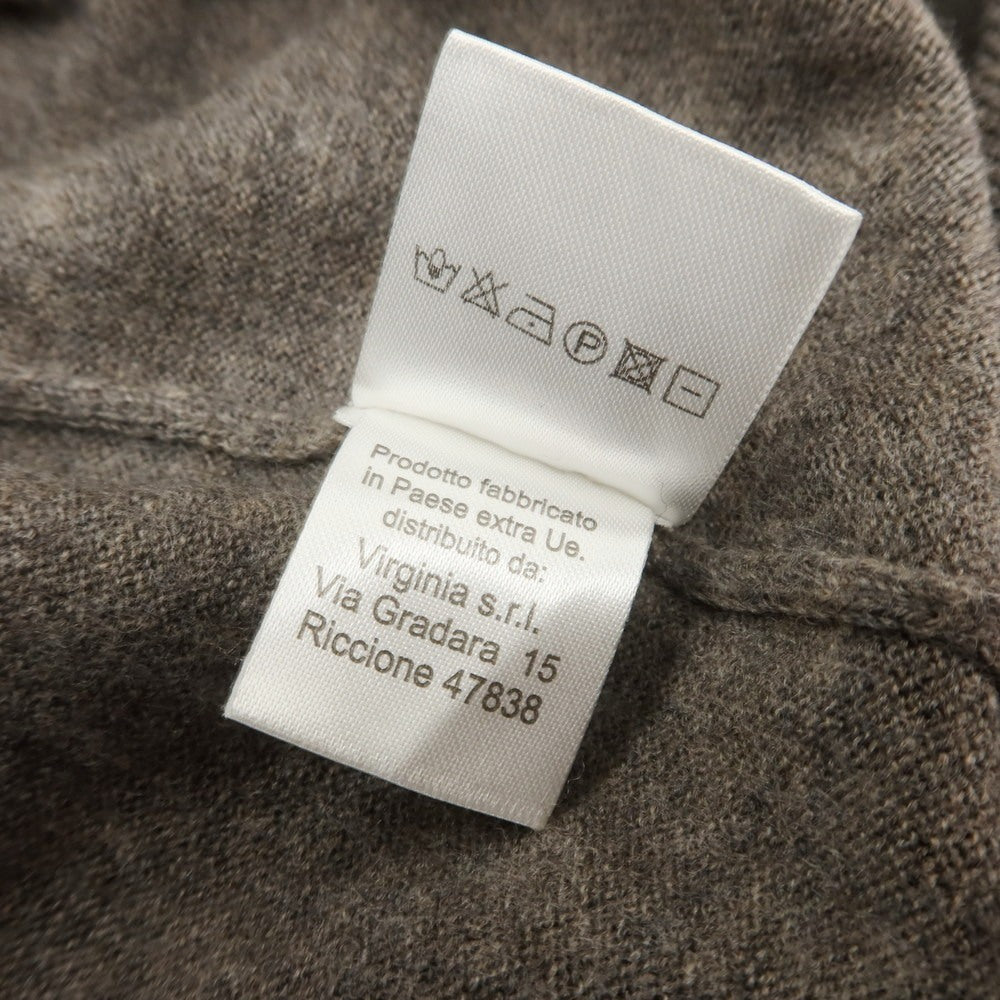 P
Prodotto fabbricato
in Paese extra Ue.
distribuito da:
Virginia s.r.l.
Via Gradara 15
Riccione 47838